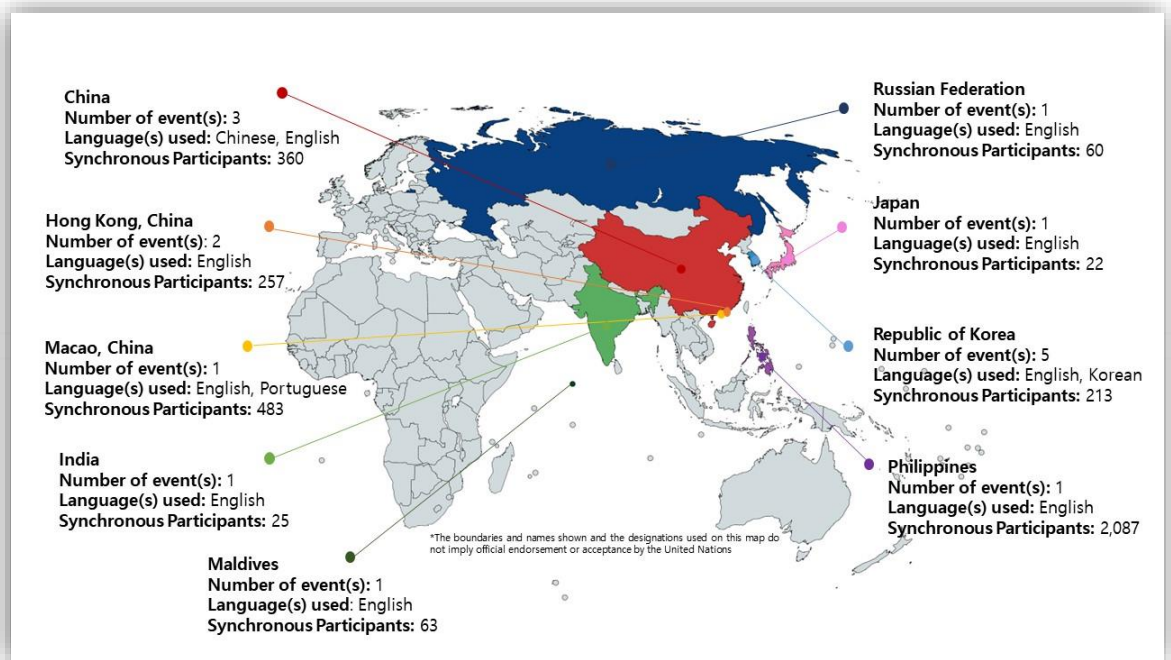 China
Number of event(s): 3
Language(s) used: Chinese, English
Synchronous Participants: 360
Hong Kong, China
Number of event(s): 2
Language(s) used: English
Synchronous Participants: 257
Macao, China
Number of event(s): 1
Language(s) used: English, Portuguese
Synchronous Participants: 483
India
Number of event(s): 1
Language(s) used: English
Synchronous Participants: 25
Maldives
Number of event(s): 1
Language(s) used: English
Synchronous Participants: 63
Russian Federation
Number of event(s): 1
Language(s) used: English
Synchronous Participants: 60
Japan
Number of event(s): 1
Language(s) used: English
Synchronous Participants: 22
Republic of Korea
Number of event(s): 5
Language(s) used: English, Korean
Synchronous Participants: 213
Philippines
Number of event(s): 1
Language(s) used: English
Synchronous Participants: 2,087
*The boundaries and names shown and the designations used on this map do
not imply official endorsement or acceptance by the United Nations